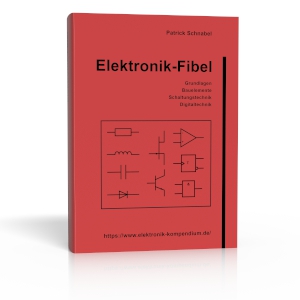 Patrick Schnabel
Elektronik-Fibel
Grundlagen
Bauelemente
Schaltungstechnik
Digitaltechnik
https://www.elektronik-kompendium.de/